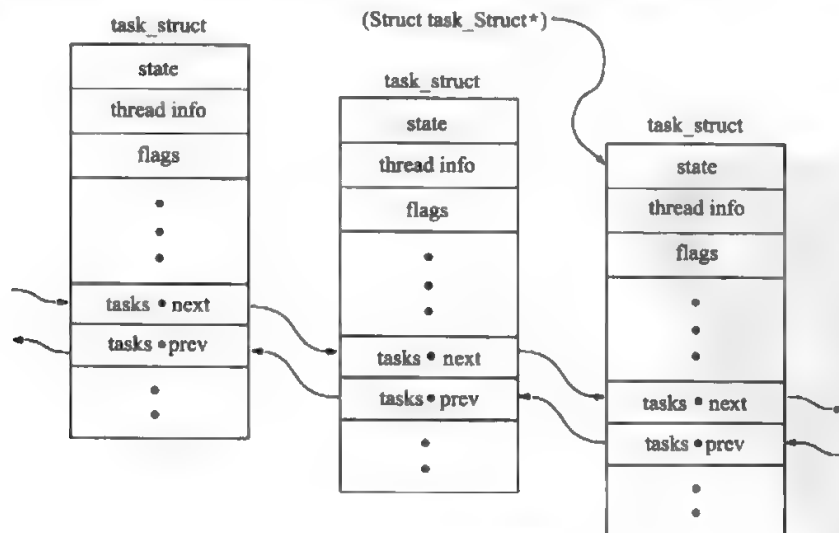 task_struct
state
thread info
flags
tasks • next
tasks • prev
(Struct task_Struct*)
task_struct
state
thread info
flags
tasks • next
tasks • prev
task_struct
state
thread info
flags
tasks • next
tasks • prev